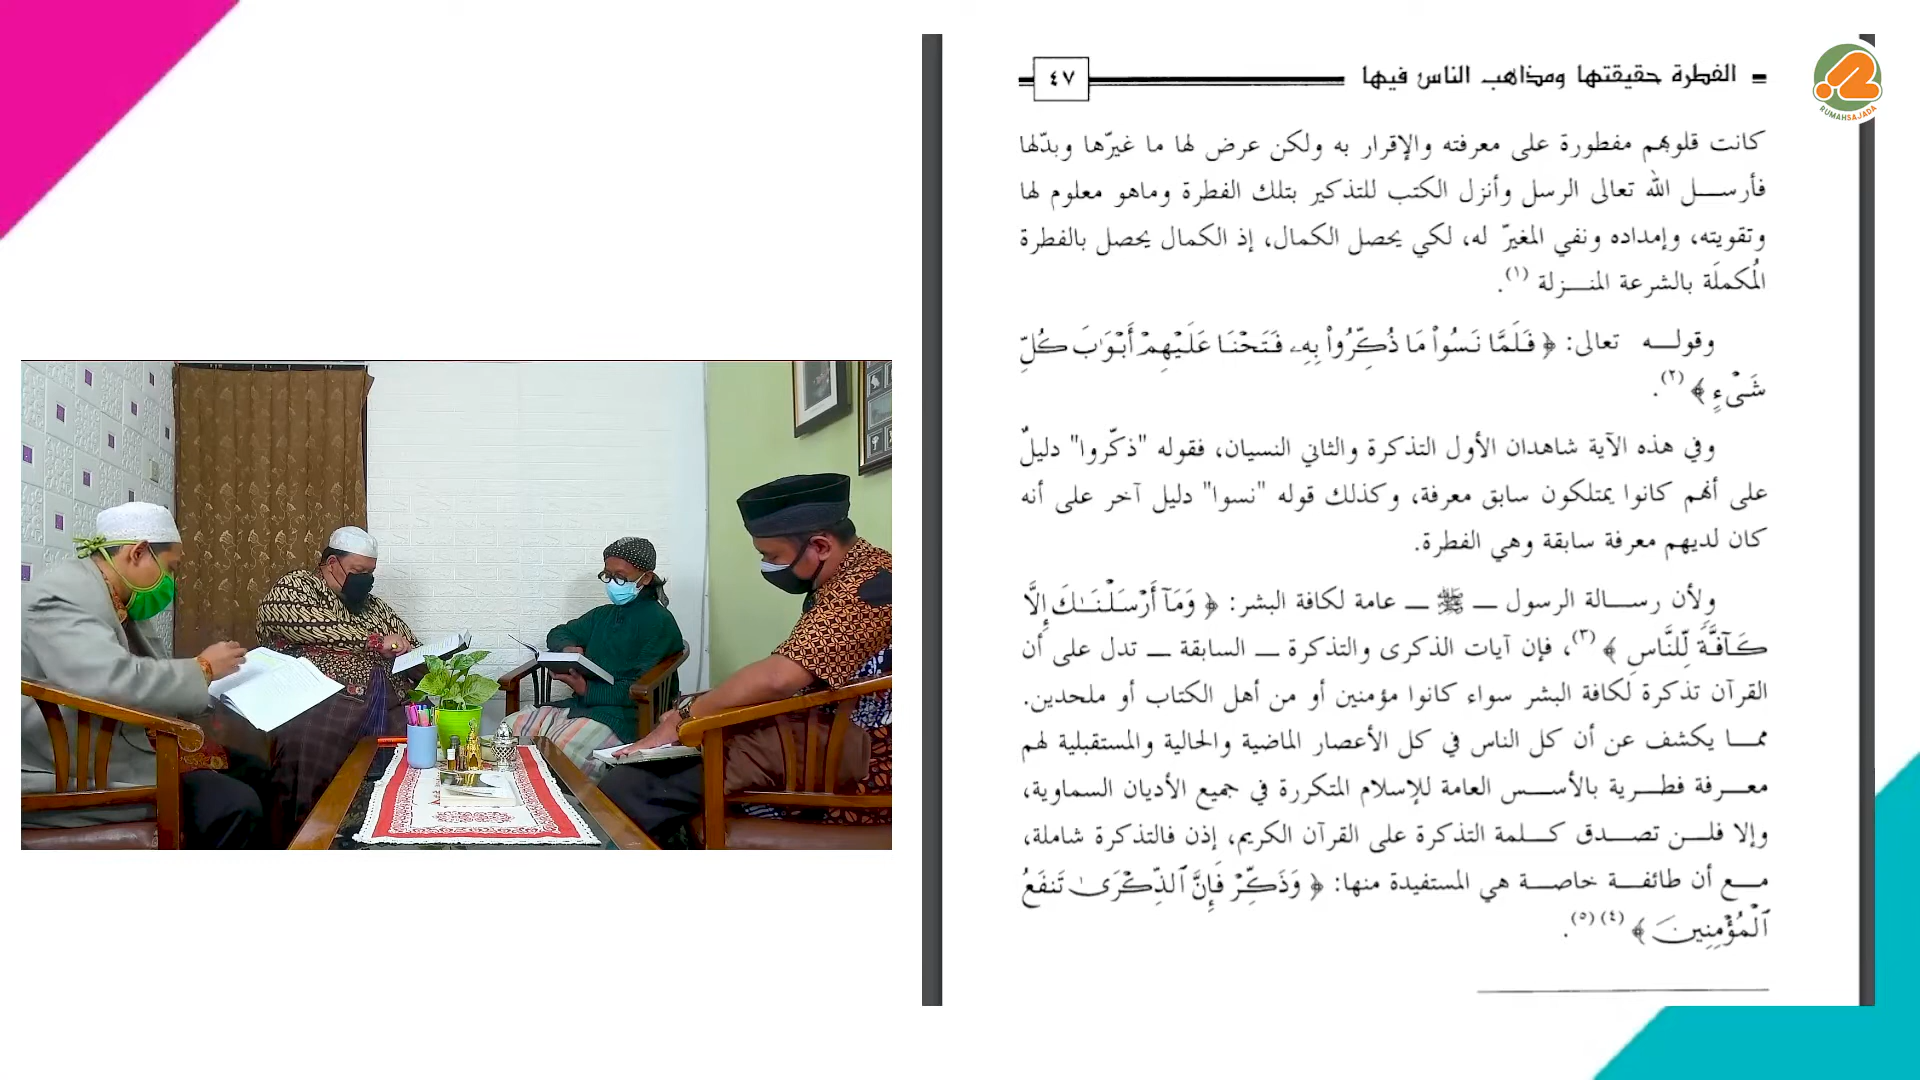 الفطرة حقيقتها ومذاهب الناس فيها
٤٧
RUMAHSAJADA
كانت قلوبهم مفطورة على معرفته والإقرار به ولكن عرض لها ما غيّرها وبدّلها
فأرسل الله تعالى الرسل وأنزل الكتب للتذكير بتلك الفطرة وماهو معلوم لها
وتقويته، وإمداده ونفي المغيّر له، لكي يحصل الكمال، إذ الكمال يحصل بالفطرة
المُكملَة بالشرعة المنزلة (١).
وقوله تعالى: ﴿ فَلَمَّا نَسُوا۟ مَا ذُكِّرُوا۟ بِهِۦ فَتَحْنَا عَلَيْهِمْ أَبْوَٰبَ كُلِّ
شَىْءٍ ﴾ (٢).
وفي هذه الآية شاهدان الأول التذكرة والثاني النسيان، فقوله "ذكّروا" دليلٌ
على أنهم كانوا يمتلكون سابق معرفة، وكذلك قوله "نسوا" دليل آخر على أنه
كان لديهم معرفة سابقة وهي الفطرة.
ولأن رسالة الرسول ـ ﷺ ـ عامة لكافة البشر: ﴿ وَمَآ أَرْسَلْنَـٰكَ إِلَّا
كَآفَّةً لِّلنَّاسِ ﴾ (٣)، فإن آيات الذكرى والتذكرة ـ السابقة ـ تدل على أن
القرآن تذكرة لكافة البشر سواء كانوا مؤمنين أو من أهل الكتاب أو ملحدين.
مما يكشف عن أن كل الناس في كل الأعصار الماضية والحالية والمستقبلية لهم
معرفة فطرية بالأسس العامة للإسلام المتكررة في جميع الأديان السماوية،
وإلا فلن تصدق كلمة التذكرة على القرآن الكريم، إذن فالتذكرة شاملة،
مع أن طائفة خاصة هي المستفيدة منها: ﴿ وَذَكِّرْ فَإِنَّ ٱلذِّكْرَىٰ تَنفَعُ
ٱلْمُؤْمِنِينَ ﴾ (٤) (٥).